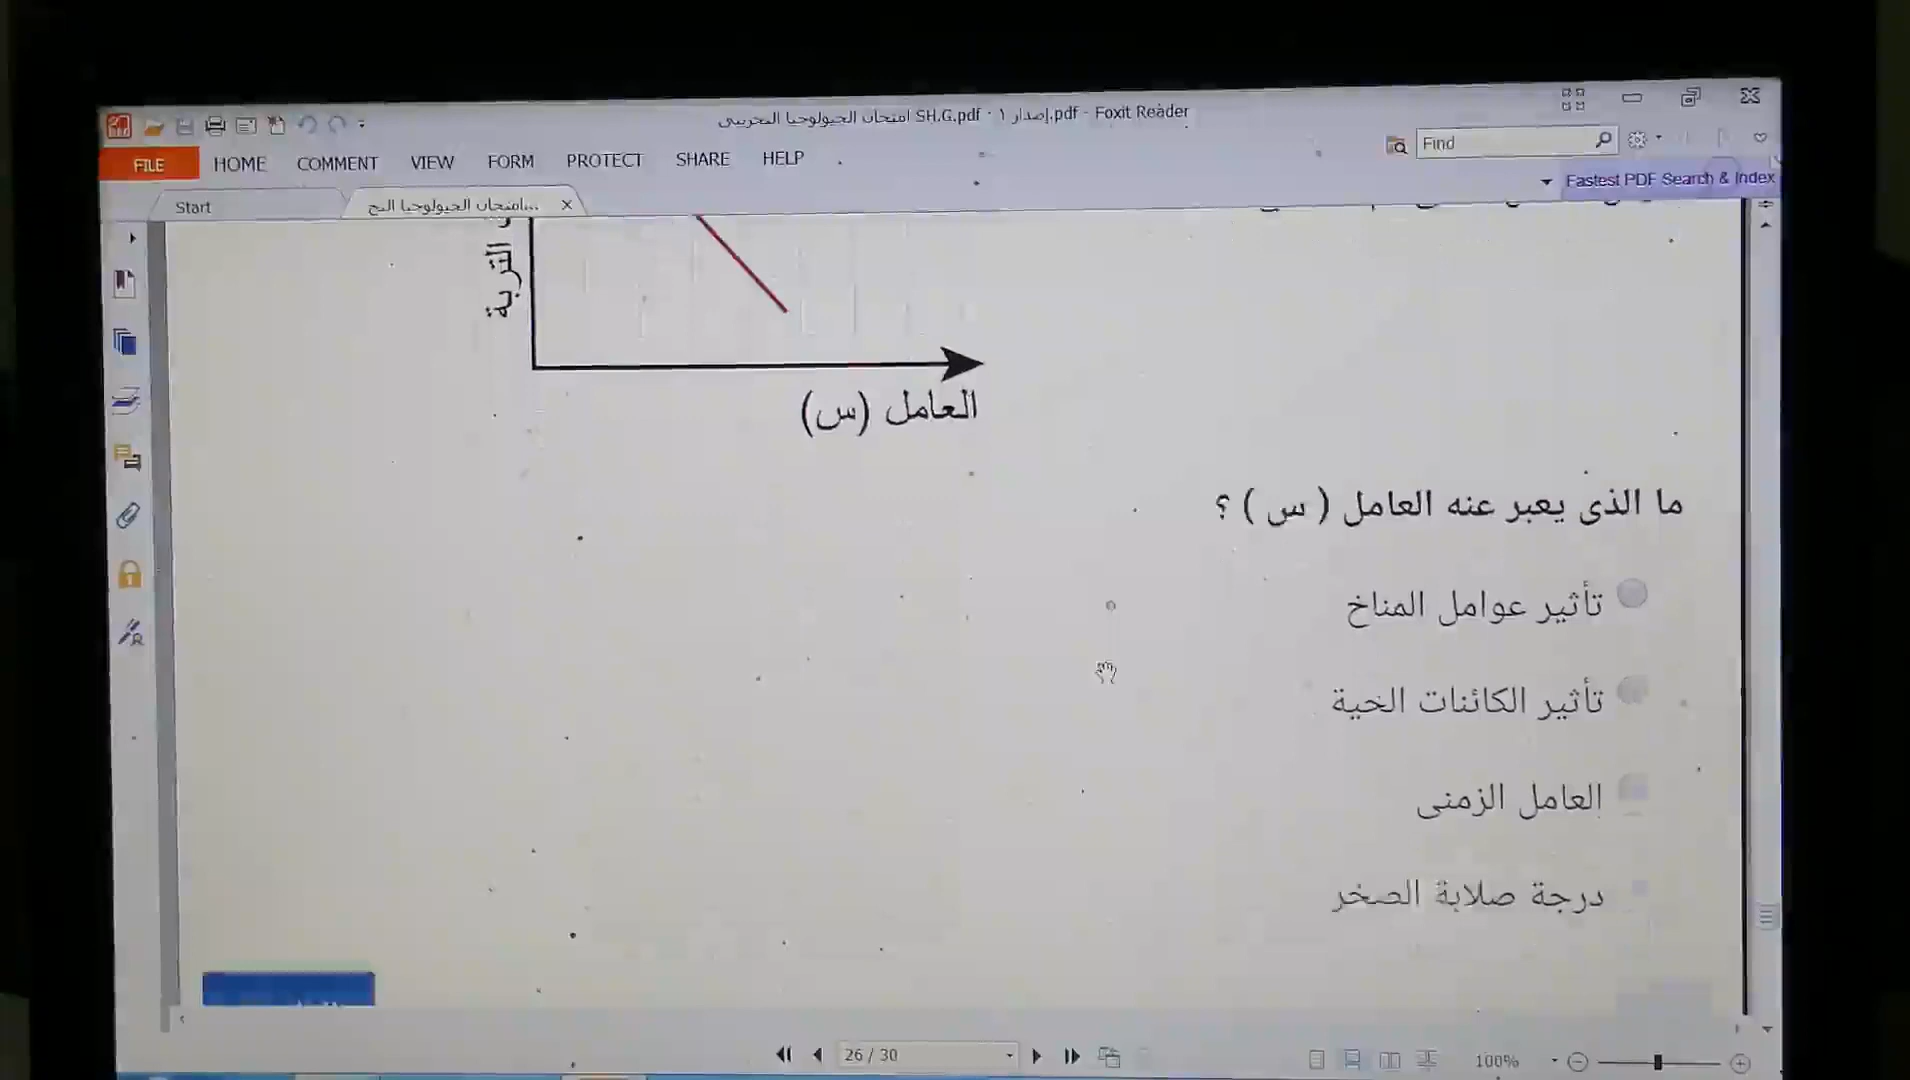 امتحان الجيولوجيا التجريبى SH.G.pdf - إصدار ١.pdf - Foxit Reader
Find
FILE HOME COMMENT VIEW FORM PROTECT SHARE HELP
Fastest PDF Search & Index
Start
امتحان الجيولوجيا التج...
التربة
العامل (س)
ما الذى يعبر عنه العامل ( س ) ؟
تأثير عوامل المناخ
تأثير الكائنات الحية
العامل الزمنى
درجة صلابة الصخر
26 / 30
100%